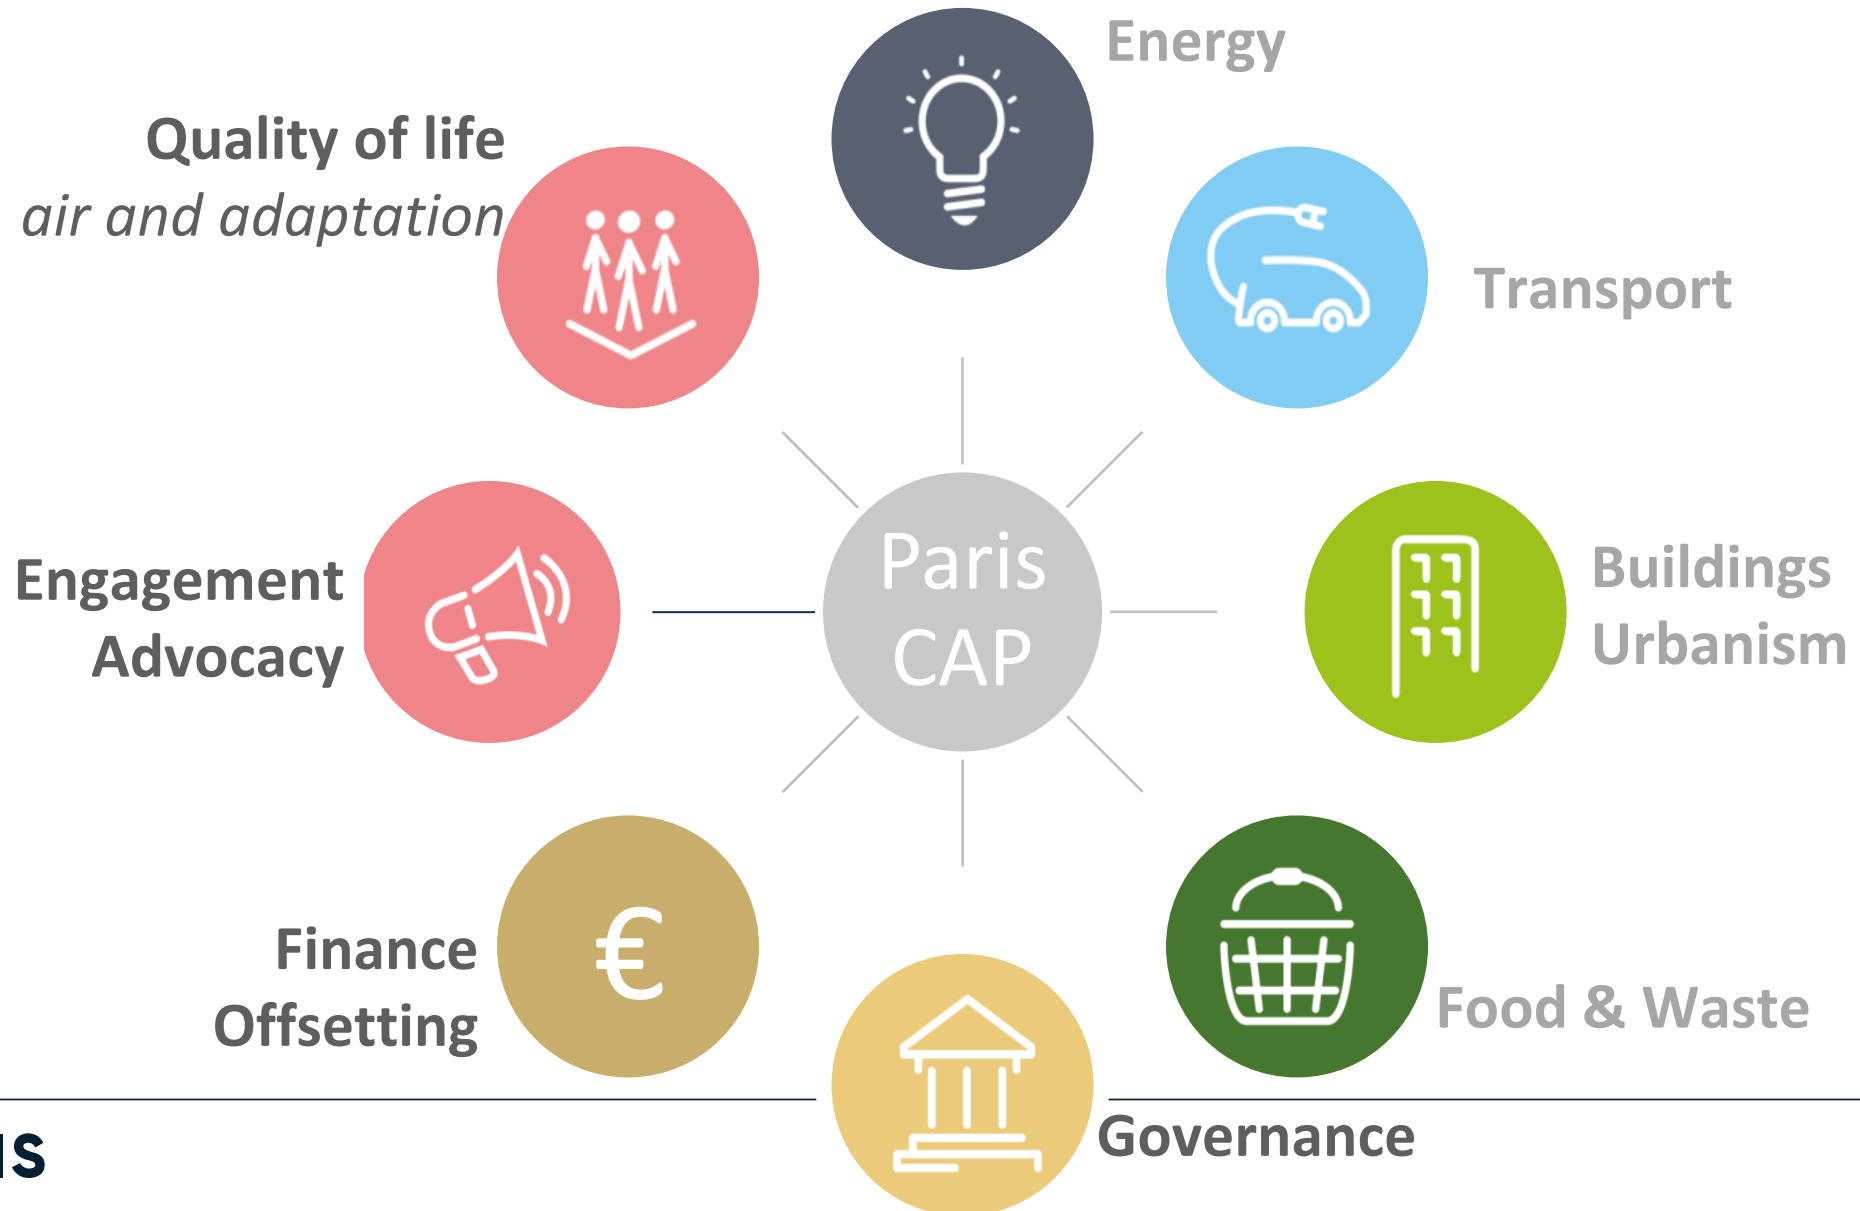 Energy
Quality of life
air and adaptation
Transport
Paris
CAP
Buildings
Urbanism
Engagement
Advocacy
Finance
Offsetting
€
Food & Waste
Governance